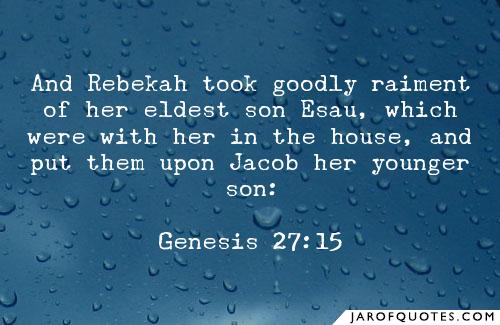 And Rebekah took goodly raiment
of her eldest son Esau, which
were with her in the house, and
put them upon Jacob her younger
son:
Genesis 27:15
JAROFQUOTES.COM